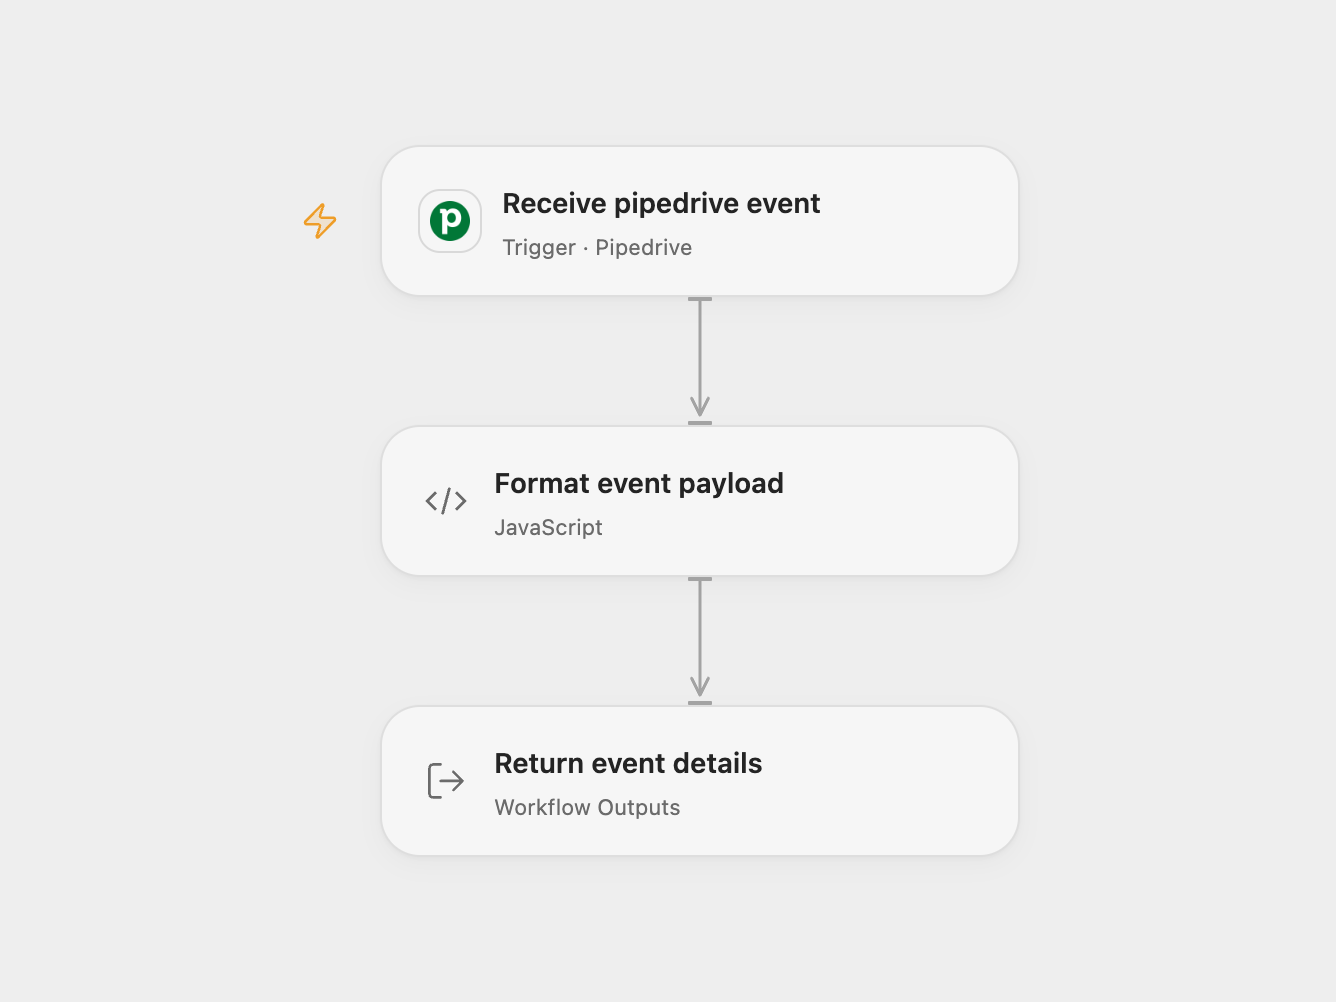 Receive pipedrive event
Trigger · Pipedrive
Format event payload
JavaScript
Return event details
Workflow Outputs